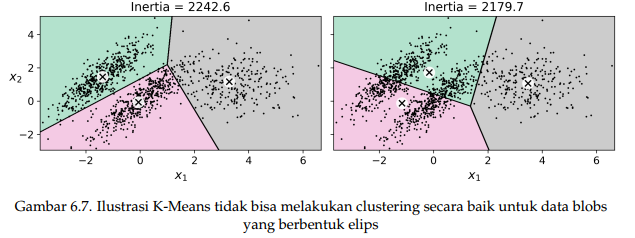 Inertia = 2242.6
Inertia = 2179.7
4
2
0
−2
x₂
−2 0 2 4 6
−2 0 2 4 6
x₁
x₁
Gambar 6.7. Ilustrasi K-Means tidak bisa melakukan clustering secara baik untuk data blobs
yang berbentuk elips